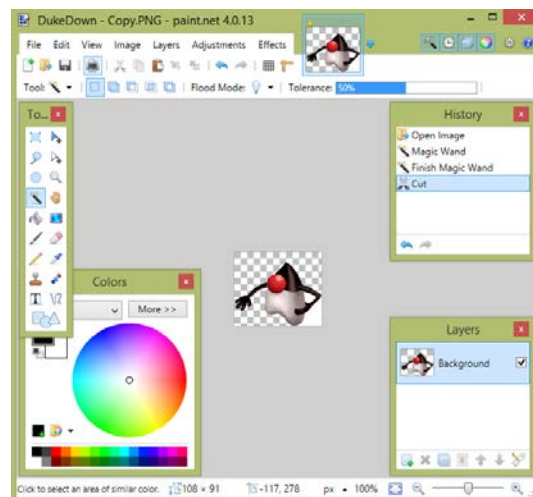 DukeDown - Copy.PNG - paint.net 4.0.13
File Edit View Image Layers Adjustments Effects
Tool: Flood Mode: Tolerance: 50%
To...
History
Open Image
Magic Wand
Finish Magic Wand
Cut
Colors
More >>
Layers
Background
Click to select an area of similar color. 108 × 91 -117, 278 px 100%